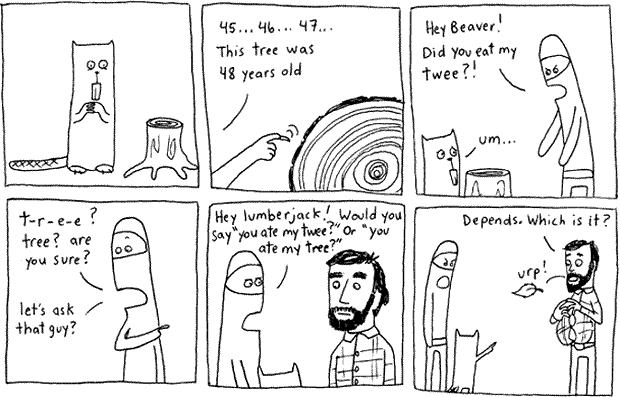 45... 46... 47...
This tree was
48 years old
Hey Beaver!
Did you eat my
twee?!
um...
t-r-e-e?
tree? are
you sure?
let's ask
that guy?
Hey lumberjack! Would you
say "you ate my twee?" Or "you
ate my tree?"
Depends. Which is it?
urp!